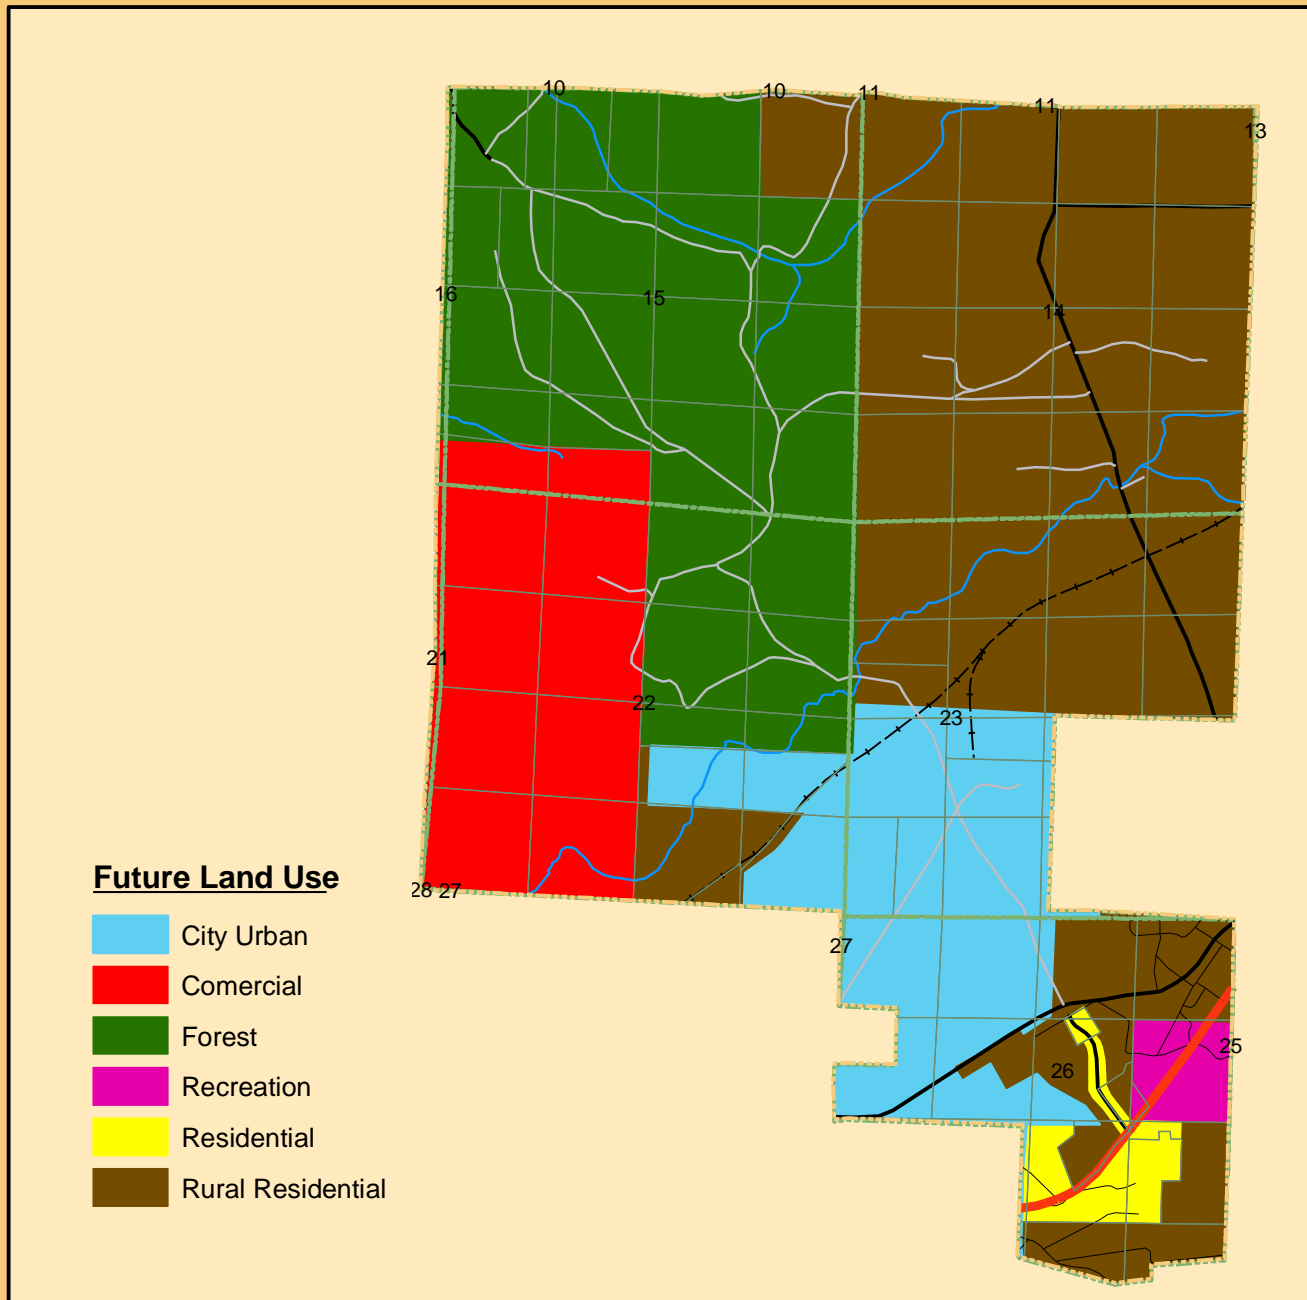 10
10
11
11
13
16
15
14
21
22
23
Future Land Use
28 27
City Urban
27
Comercial
Forest
25
26
Recreation
Residential
Rural Residential